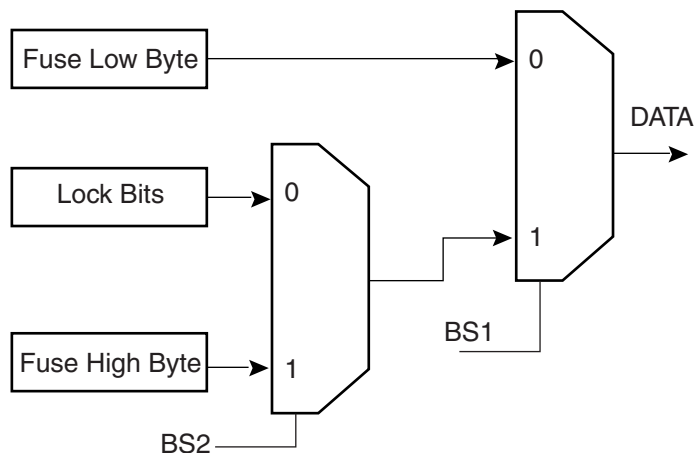 Fuse Low Byte
0
DATA
Lock Bits
0
1
BS1
Fuse High Byte
1
BS2